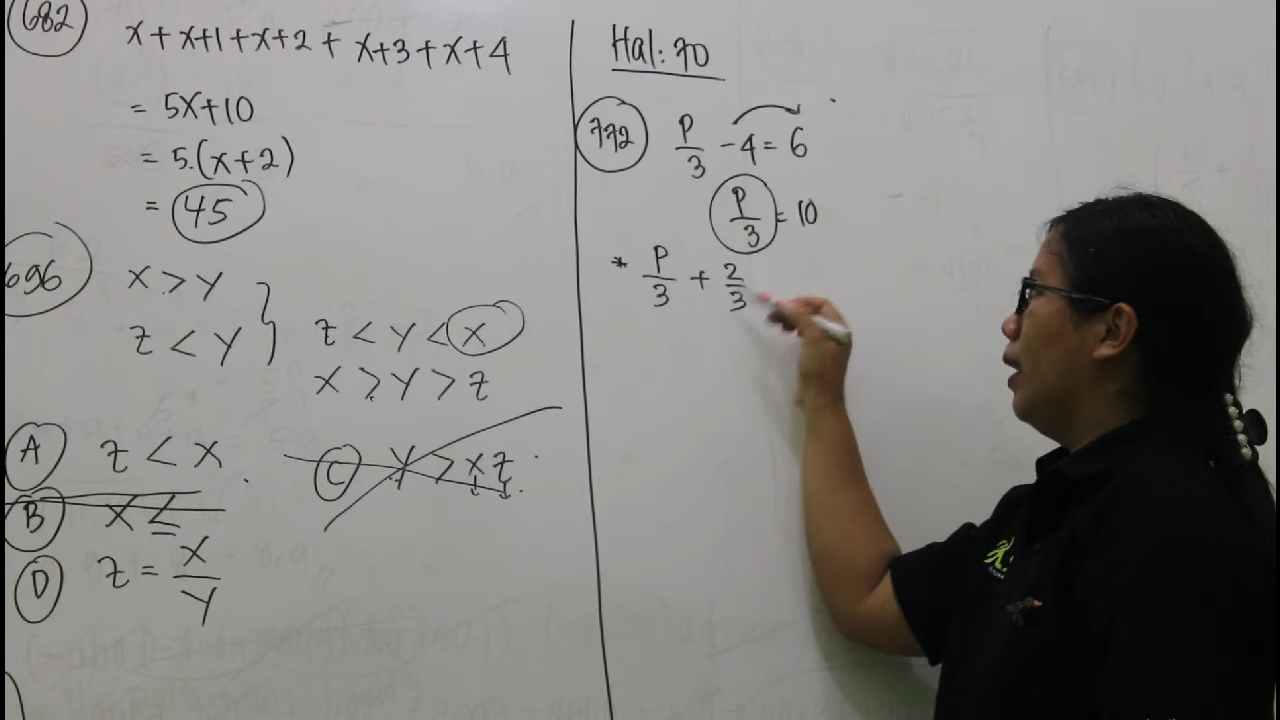 682
x + x+1 + x+2 + x+3 + x+4
= 5x+10
= 5.(x+2)
= 45
696
x > y
z < y
z < y < x
x > y > z
A z < x
B x ≤
C y > xz
D z = x/y
Hal: 70
772 P/3 - 4 = 6
P/3 = 10
* P/3 + 2/3